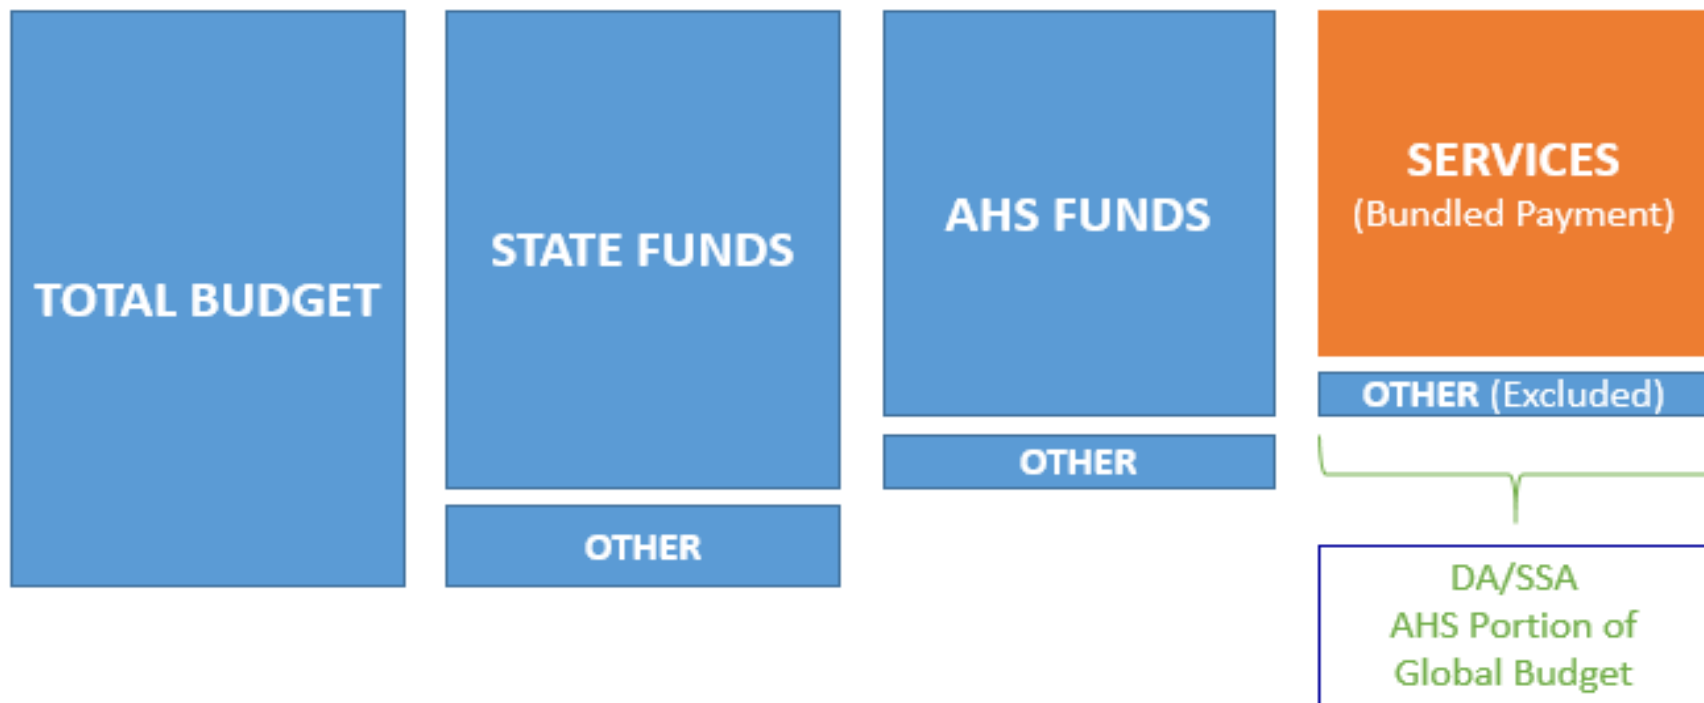 TOTAL BUDGET
STATE FUNDS
OTHER
AHS FUNDS
OTHER
SERVICES
(Bundled Payment)
OTHER (Excluded)
DA/SSA
AHS Portion of
Global Budget